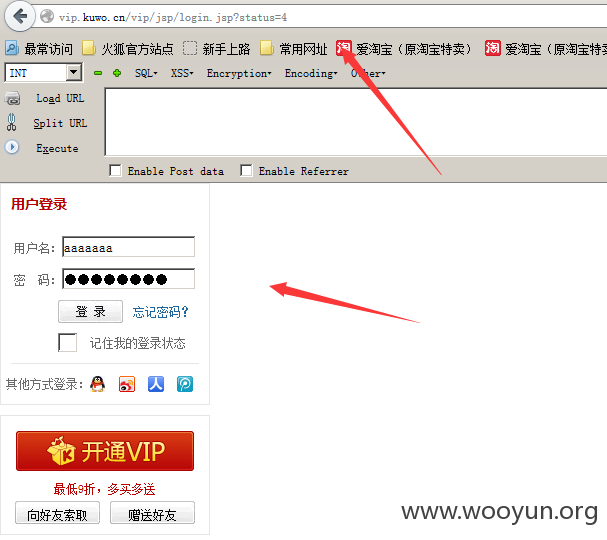 vip.kuwo.cn/vip/jsp/login.jsp?status=4
最常访问 火狐官方站点 新手上路 常用网址 淘 爱淘宝（原淘宝特卖） 淘 爱淘宝（原淘宝特
INT SQL XSS Encryption Encoding Other
Load URL
Split URL
Execute
Enable Post data Enable Referrer
用户登录
用户名： aaaaaaa
密 码： ●●●●●●●●
登 录 忘记密码?
记住我的登录状态
其他方式登录：
K 开通VIP
最低9折，多买多送
向好友索取 赠送好友
www.wooyun.org